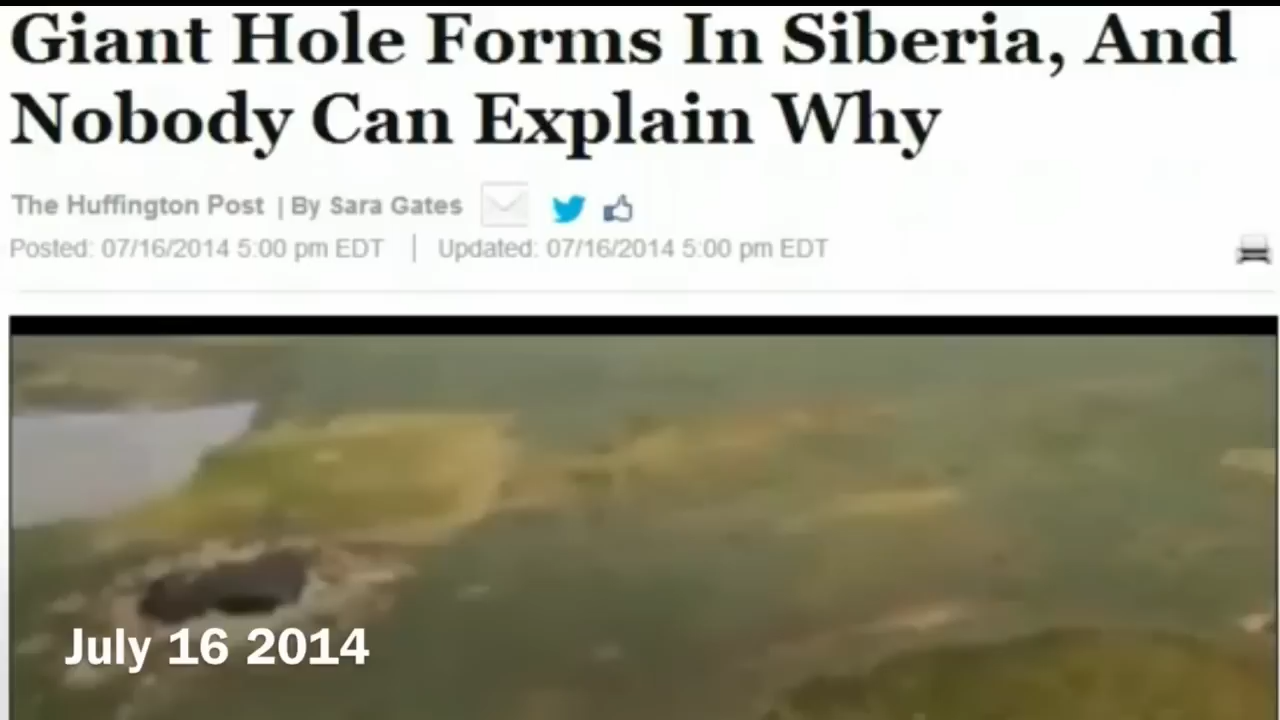 Giant Hole Forms In Siberia, And
Nobody Can Explain Why
The Huffington Post | By Sara Gates
Posted: 07/16/2014 5:00 pm EDT | Updated: 07/16/2014 5:00 pm EDT
July 16 2014